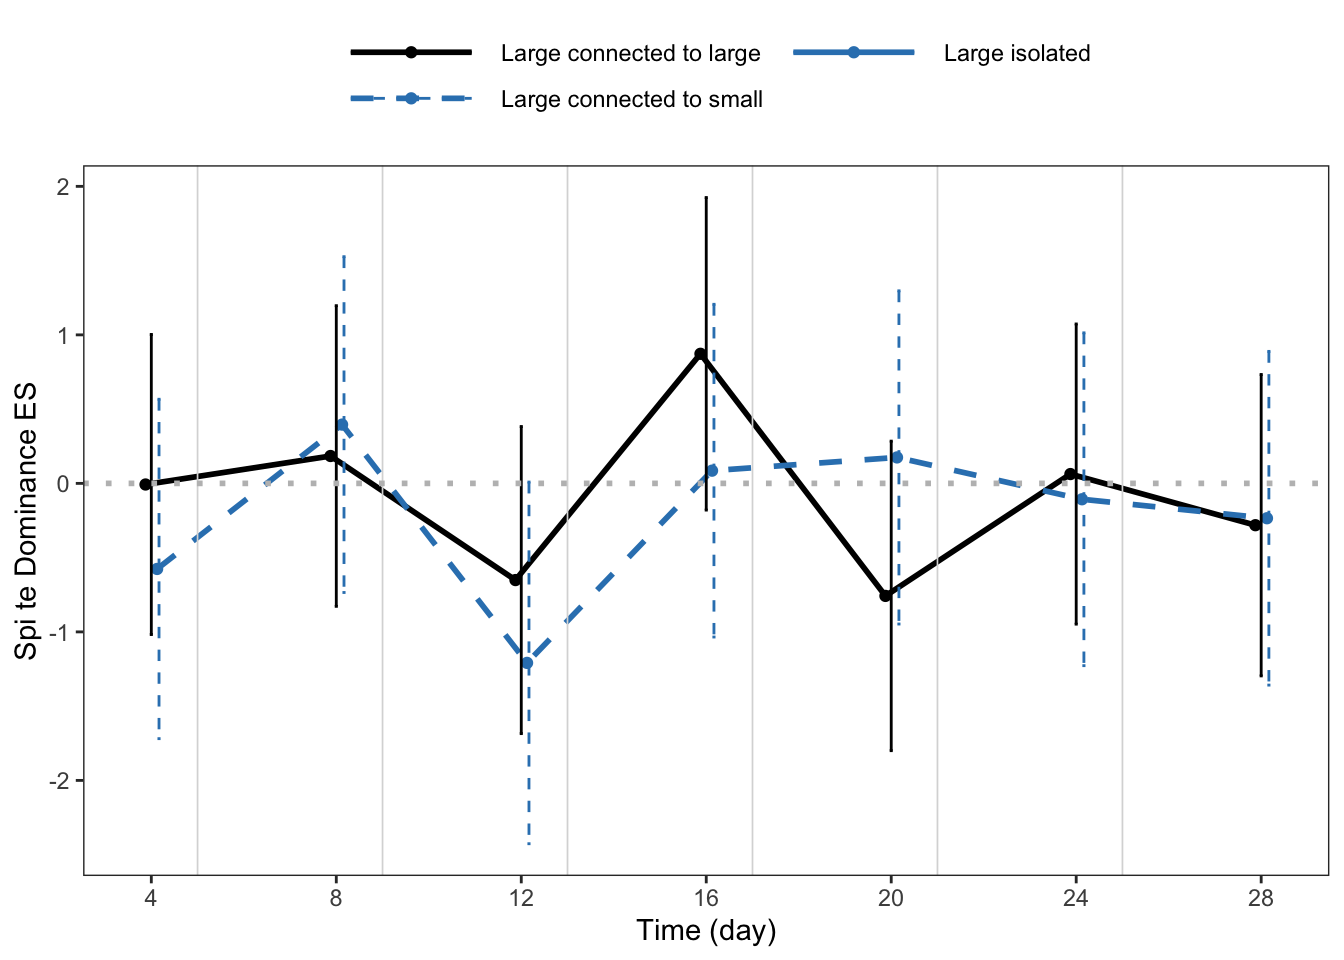 Large connected to large
Large isolated
Large connected to small
Spi te Dominance ES
2
1
0
-1
-2
4
8
12
16
20
24
28
Time (day)